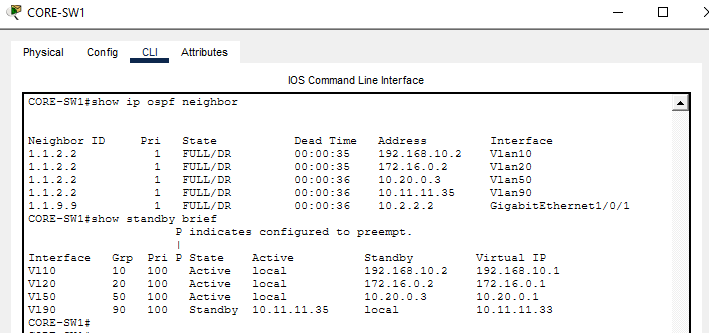 CORE-SW1
Physical Config CLI Attributes
IOS Command Line Interface
CORE-SW1#show ip ospf neighbor
Neighbor ID Pri State Dead Time Address Interface
1.1.2.2 1 FULL/DR 00:00:35 192.168.10.2 Vlan10
1.1.2.2 1 FULL/DR 00:00:35 172.16.0.2 Vlan20
1.1.2.2 1 FULL/DR 00:00:36 10.20.0.3 Vlan50
1.1.2.2 1 FULL/DR 00:00:36 10.11.11.35 Vlan90
1.1.9.9 1 FULL/DR 00:00:36 10.2.2.2 GigabitEthernet1/0/1
CORE-SW1#show standby brief
P indicates configured to preempt.
|
Interface Grp Pri P State Active Standby Virtual IP
Vl10 10 100 Active local 192.168.10.2 192.168.10.1
Vl20 20 100 Active local 172.16.0.2 172.16.0.1
Vl50 50 100 Active local 10.20.0.3 10.20.0.1
Vl90 90 100 Standby 10.11.11.35 local 10.11.11.33
CORE-SW1#